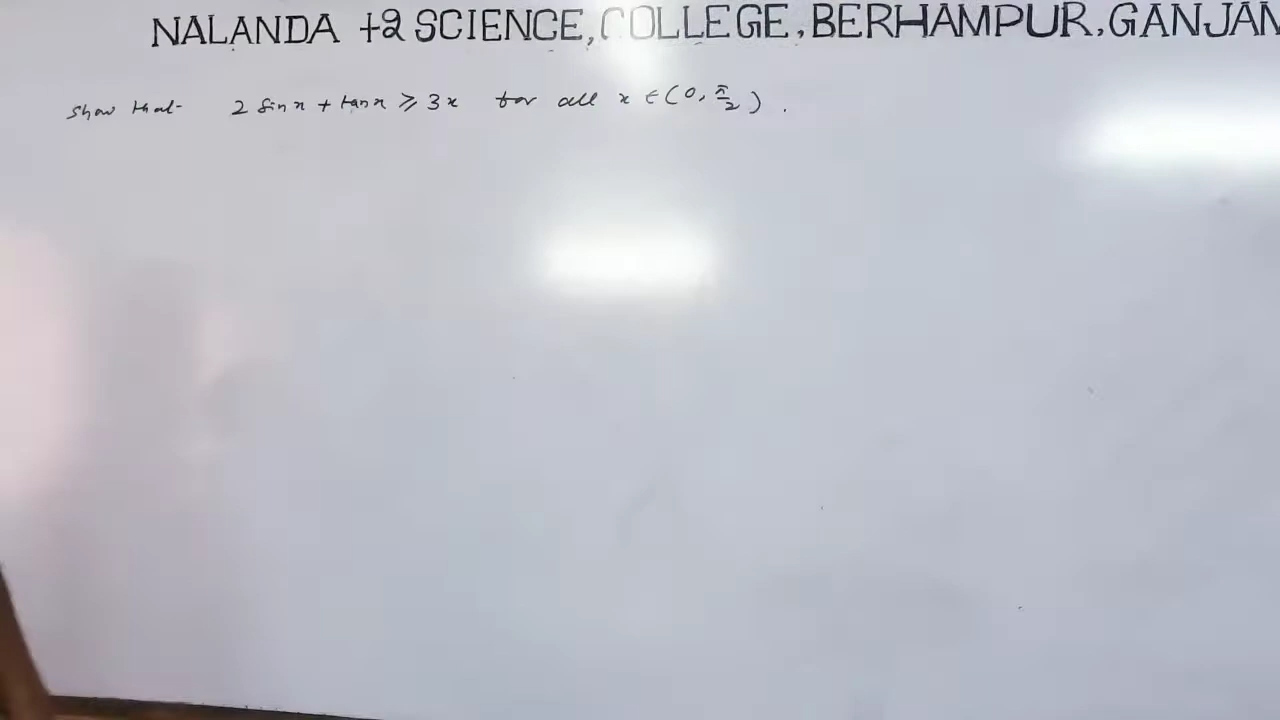 NALANDA +2 SCIENCE, COLLEGE, BERHAMPUR, GANJAM
Show that 2 sin x + tan x ≥ 3x for all x ∈ (0, π/2).